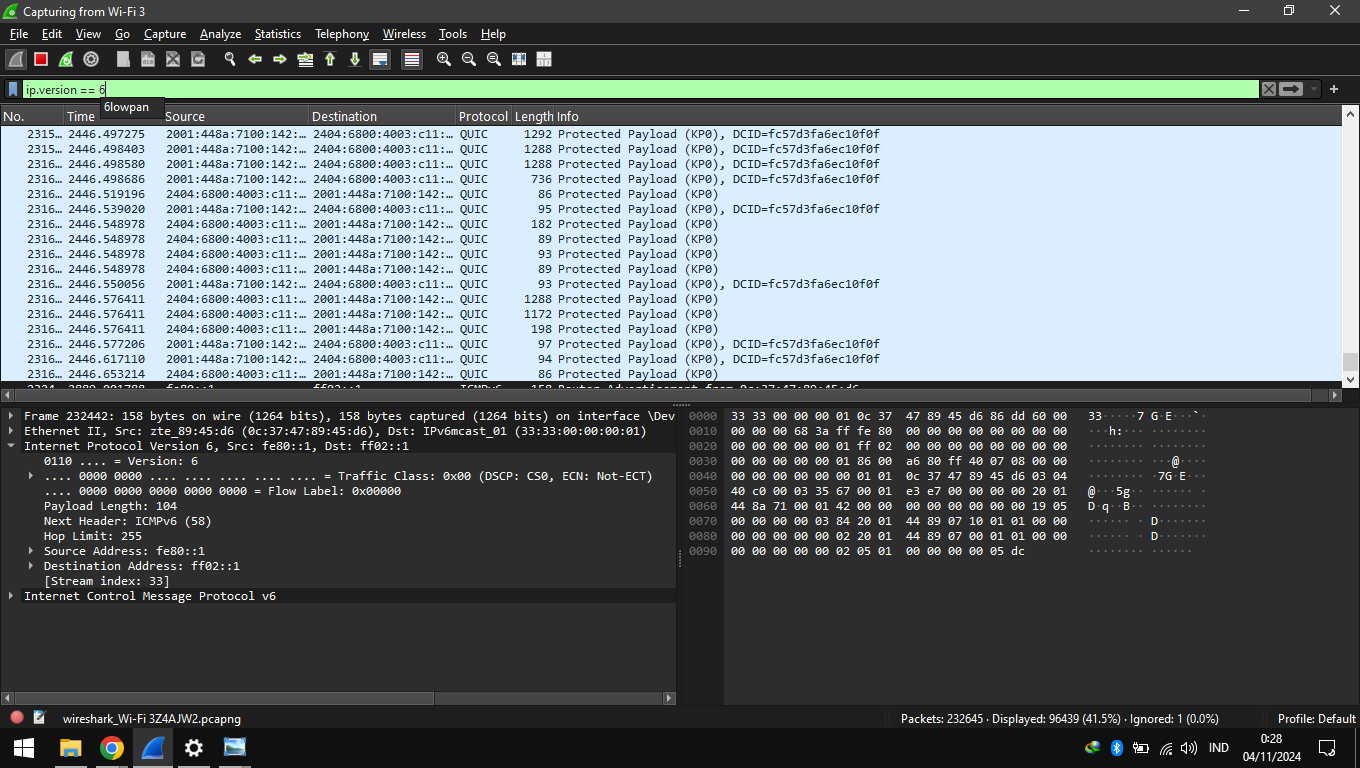 Capturing from Wi-Fi 3
File Edit View Go Capture Analyze Statistics Telephony Wireless Tools Help
ip.version == 6
6lowpan
No. Time Source Destination Protocol Length Info
2315… 2446.497275 2001:448a:7100:142:… 2404:6800:4003:c11:… QUIC 1292 Protected Payload (KP0), DCID=fc57d3fa6ec10f0f
2315… 2446.498403 2001:448a:7100:142:… 2404:6800:4003:c11:… QUIC 1288 Protected Payload (KP0), DCID=fc57d3fa6ec10f0f
2316… 2446.498580 2001:448a:7100:142:… 2404:6800:4003:c11:… QUIC 1288 Protected Payload (KP0), DCID=fc57d3fa6ec10f0f
2316… 2446.498686 2001:448a:7100:142:… 2404:6800:4003:c11:… QUIC 736 Protected Payload (KP0), DCID=fc57d3fa6ec10f0f
2316… 2446.519196 2404:6800:4003:c11:… 2001:448a:7100:142:… QUIC 86 Protected Payload (KP0)
2316… 2446.539020 2001:448a:7100:142:… 2404:6800:4003:c11:… QUIC 95 Protected Payload (KP0), DCID=fc57d3fa6ec10f0f
2316… 2446.548978 2404:6800:4003:c11:… 2001:448a:7100:142:… QUIC 182 Protected Payload (KP0)
2316… 2446.548978 2404:6800:4003:c11:… 2001:448a:7100:142:… QUIC 89 Protected Payload (KP0)
2316… 2446.548978 2404:6800:4003:c11:… 2001:448a:7100:142:… QUIC 93 Protected Payload (KP0)
2316… 2446.548978 2404:6800:4003:c11:… 2001:448a:7100:142:… QUIC 89 Protected Payload (KP0)
2316… 2446.550056 2001:448a:7100:142:… 2404:6800:4003:c11:… QUIC 93 Protected Payload (KP0), DCID=fc57d3fa6ec10f0f
2316… 2446.576411 2404:6800:4003:c11:… 2001:448a:7100:142:… QUIC 1288 Protected Payload (KP0)
2316… 2446.576411 2404:6800:4003:c11:… 2001:448a:7100:142:… QUIC 1172 Protected Payload (KP0)
2316… 2446.576411 2404:6800:4003:c11:… 2001:448a:7100:142:… QUIC 198 Protected Payload (KP0)
2316… 2446.577206 2001:448a:7100:142:… 2404:6800:4003:c11:… QUIC 97 Protected Payload (KP0), DCID=fc57d3fa6ec10f0f
2316… 2446.617110 2001:448a:7100:142:… 2404:6800:4003:c11:… QUIC 94 Protected Payload (KP0), DCID=fc57d3fa6ec10f0f
2316… 2446.653214 2404:6800:4003:c11:… 2001:448a:7100:142:… QUIC 86 Protected Payload (KP0)
Frame 232442: 158 bytes on wire (1264 bits), 158 bytes captured (1264 bits) on interface \Dev
Ethernet II, Src: zte_89:45:d6 (0c:37:47:89:45:d6), Dst: IPv6mcast_01 (33:33:00:00:00:01)
Internet Protocol Version 6, Src: fe80::1, Dst: ff02::1
0110 .... = Version: 6
.... 0000 0000 .... .... .... .... .... = Traffic Class: 0x00 (DSCP: CS0, ECN: Not-ECT)
.... 0000 0000 0000 0000 0000 = Flow Label: 0x00000
Payload Length: 104
Next Header: ICMPv6 (58)
Hop Limit: 255
Source Address: fe80::1
Destination Address: ff02::1
[Stream index: 33]
Internet Control Message Protocol v6
0000 33 33 00 00 00 01 0c 37 47 89 45 d6 86 dd 60 00 33·····7 G·E···`·
0010 00 00 00 68 3a ff fe 80 00 00 00 00 00 00 00 00 ···h:··· ········
0020 00 00 00 00 00 01 ff 02 00 00 00 00 00 00 00 00 ········ ········
0030 00 00 00 00 00 01 86 00 a6 80 ff 40 07 08 00 00 ········ ···@····
0040 00 00 00 00 00 00 01 01 0c 37 47 89 45 d6 03 04 ········ ·7G·E···
0050 40 c0 00 03 35 67 00 01 e3 e7 00 00 00 00 20 01 @···5g·· ······ ·
0060 44 8a 71 00 01 42 00 00 00 00 00 00 00 00 19 05 D·q··B·· ········
0070 00 00 00 00 03 84 20 01 44 89 07 10 01 01 00 00 ······ · D·······
0080 00 00 00 00 00 02 20 01 44 89 07 00 01 01 00 00 ······ · D·······
0090 00 00 00 00 00 02 05 01 00 00 00 00 05 dc ········ ······
wireshark_Wi-Fi 3Z4AJW2.pcapng
Packets: 232645 · Displayed: 96439 (41.5%) · Ignored: 1 (0.0%)
Profile: Default
IND
0:28
04/11/2024